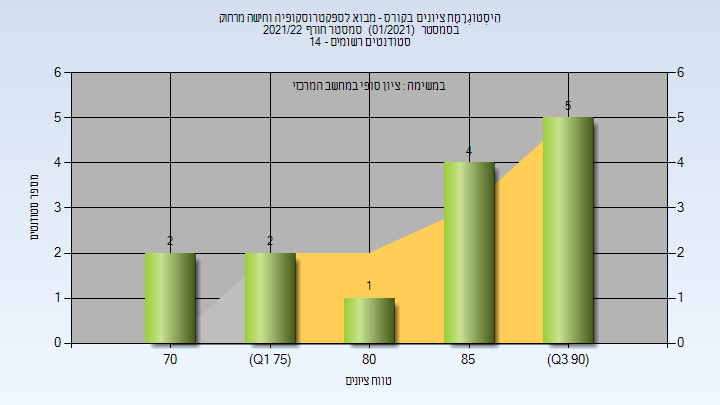 הִיסְטוֹגְרָמַת ציונים בקורס - מבוא לספקטרוסקופיה וחישה מרחוק
בסמסטר (01/2021) סמסטר חורף 2021/22
סטודנטים רשומים - 14
במשימה : ציון סופי במחשב המרכזי
6 6
5 5 5
4 4 4
3 3
2 2 2 2
1 1 1
0 0
מספר סטודנטים
70 (Q1 75) 80 85 (Q3 90)
טווח ציונים